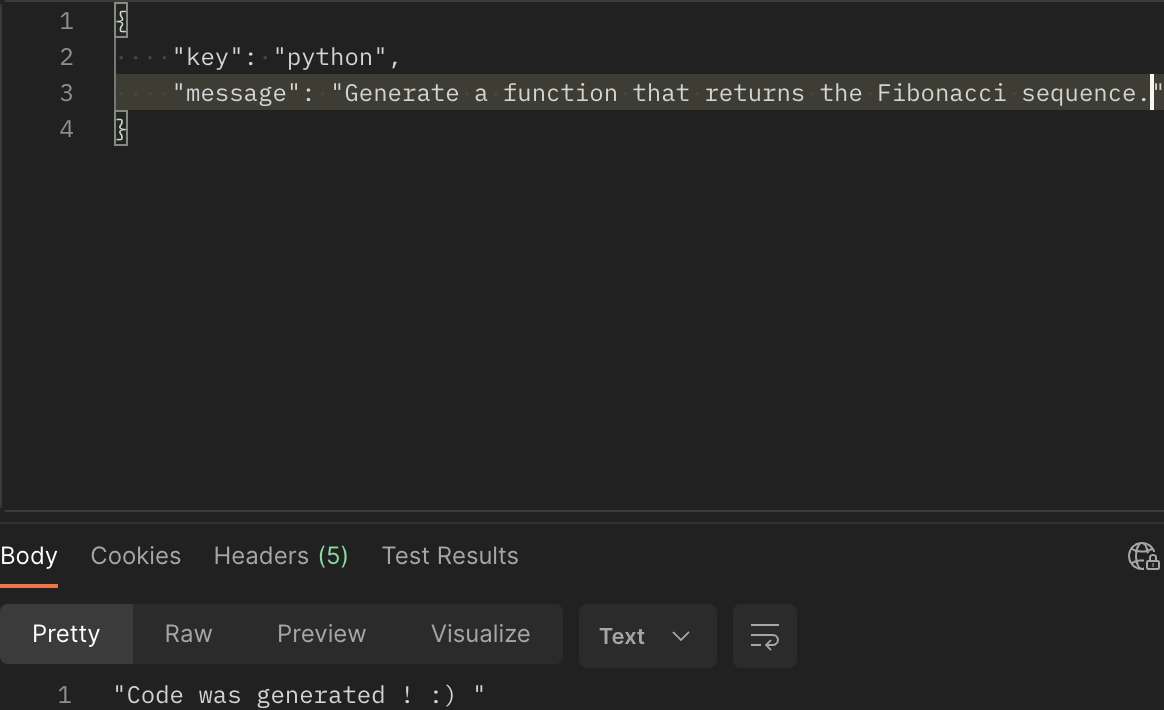 1 {
2 "key": "python",
3 "message": "Generate a function that returns the Fibonacci sequence."
4 }
Body Cookies Headers (5) Test Results
Pretty Raw Preview Visualize Text
1 "Code was generated ! :) "